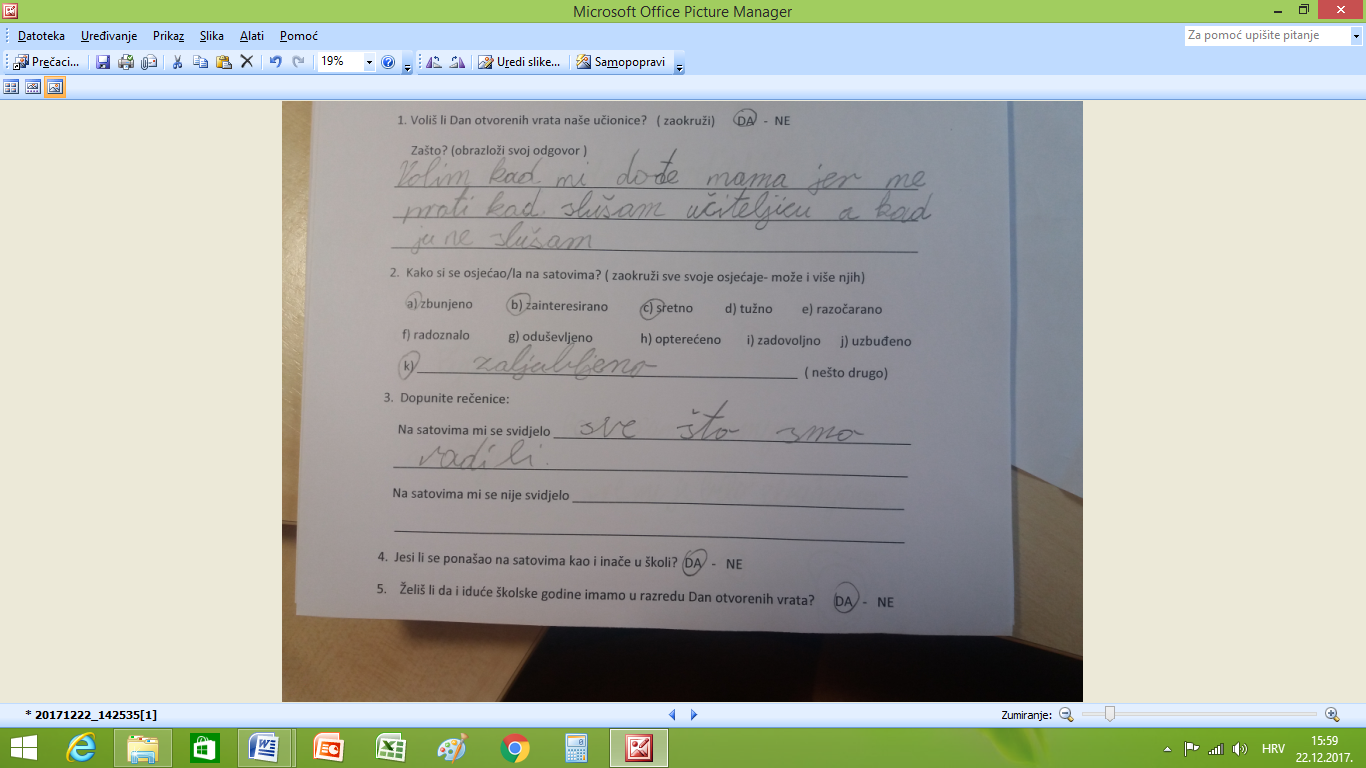 Microsoft Office Picture Manager
Datoteka Uređivanje Prikaz Slika Alati Pomoć
Za pomoć upišite pitanje
Prečaci... 19% Uredi slike... Samopopravi
1. Voliš li Dan otvorenih vrata naše učionice? ( zaokruži) DA - NE
Zašto? (obrazloži svoj odgovor )
Volim kad mi dođe mama jer me
prati kad slušam učiteljicu a kad
ju ne slušam
2. Kako si se osjećao/la na satovima? ( zaokruži sve svoje osjećaje- može i više njih)
a) zbunjeno b) zainteresirano c) sretno d) tužno e) razočarano
f) radoznalo g) oduševljeno h) opterećeno i) zadovoljno j) uzbuđeno
k) zaljubljeno ( nešto drugo)
3. Dopunite rečenice:
Na satovima mi se svidjelo sve što smo
radili.
Na satovima mi se nije svidjelo
4. Jesi li se ponašao na satovima kao i inače u školi? DA - NE
5. Želiš li da i iduće školske godine imamo u razredu Dan otvorenih vrata? DA - NE
* 20171222_142535[1]
Zumiranje:
HRV
15:59
22.12.2017.